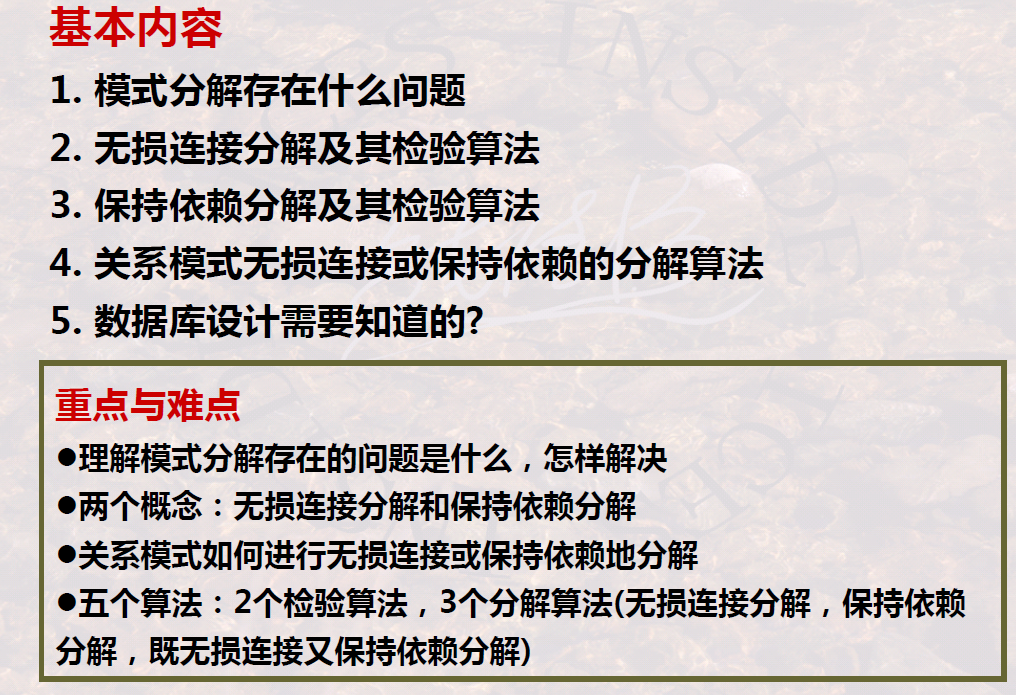 基本内容
1. 模式分解存在什么问题
2. 无损连接分解及其检验算法
3. 保持依赖分解及其检验算法
4. 关系模式无损连接或保持依赖的分解算法
5. 数据库设计需要知道的?
重点与难点
●理解模式分解存在的问题是什么，怎样解决
●两个概念：无损连接分解和保持依赖分解
●关系模式如何进行无损连接或保持依赖地分解
●五个算法：2个检验算法，3个分解算法(无损连接分解，保持依赖
分解，既无损连接又保持依赖分解)